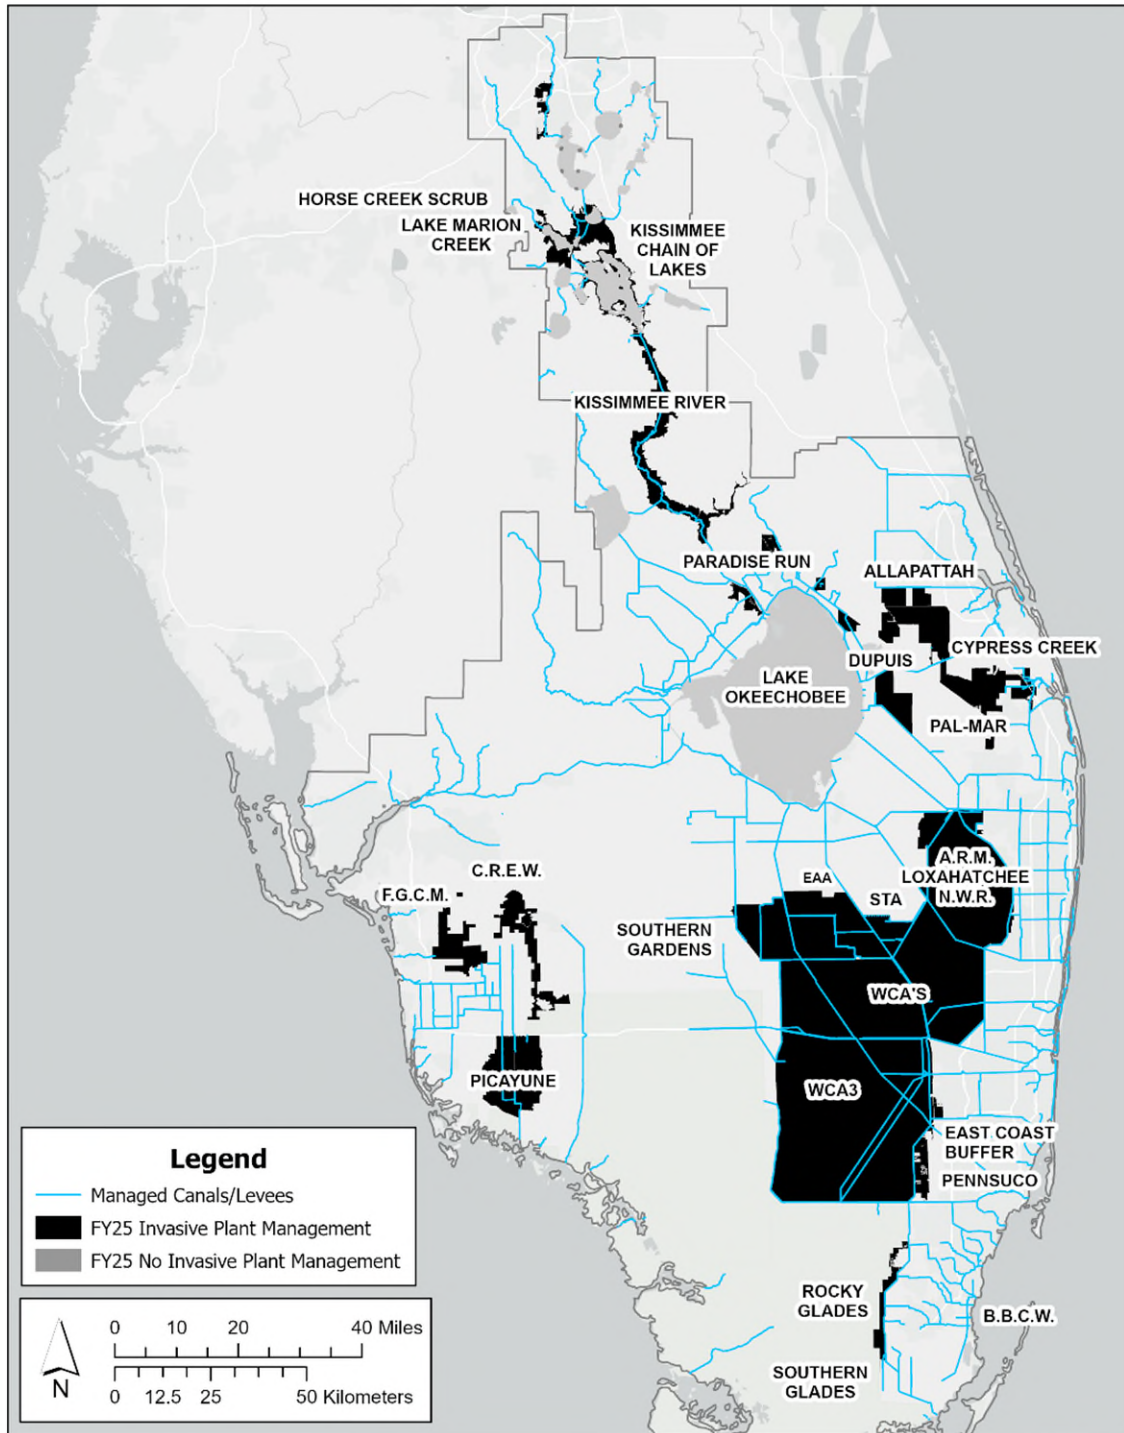 HORSE CREEK SCRUB
LAKE MARION
CREEK
KISSIMMEE
CHAIN OF
LAKES
KISSIMMEE RIVER
PARADISE RUN
ALLAPATTAH
CYPRESS CREEK
DUPUIS
LAKE
OKEECHOBEE
PAL-MAR
A.R.M.
LOXAHATCHEE
N.W.R.
C.R.E.W.
EAA
F.G.C.M.
STA
SOUTHERN
GARDENS
WCA'S
PICAYUNE
WCA3
EAST COAST
BUFFER
PENNSUCO
ROCKY
GLADES
B.B.C.W.
SOUTHERN
GLADES
Legend
Managed Canals/Levees
FY25 Invasive Plant Management
FY25 No Invasive Plant Management
N
0 10 20 40 Miles
0 12.5 25 50 Kilometers